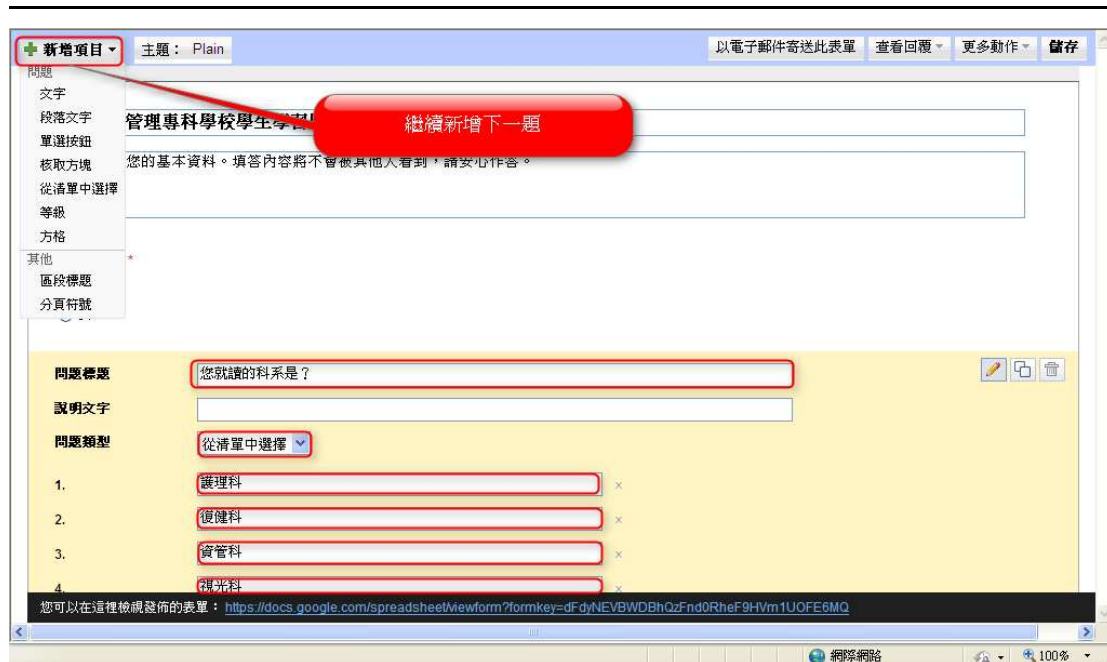 新增項目 主題： Plain 以電子郵件寄送此表單 查看回覆 更多動作 儲存
問題
文字
段落文字
單選按鈕
核取方塊
從清單中選擇
等級
方格
其他
區段標題
分頁符號
管理專科學校學生學習
繼續新增下一題
您的基本資料。填答內容將不會被其他人看到，請安心作答。
*
問題標題 您就讀的科系是？
說明文字
問題類型 從清單中選擇
1. 護理科 ×
2. 復健科 ×
3. 資管科 ×
4. 視光科 ×
您可以在這裡檢視發佈的表單： https://docs.google.com/spreadsheet/viewform?formkey=dFdyNEVBWDBhQzFnd0RheF9HVm1UOFE6MQ
網際網路 100%